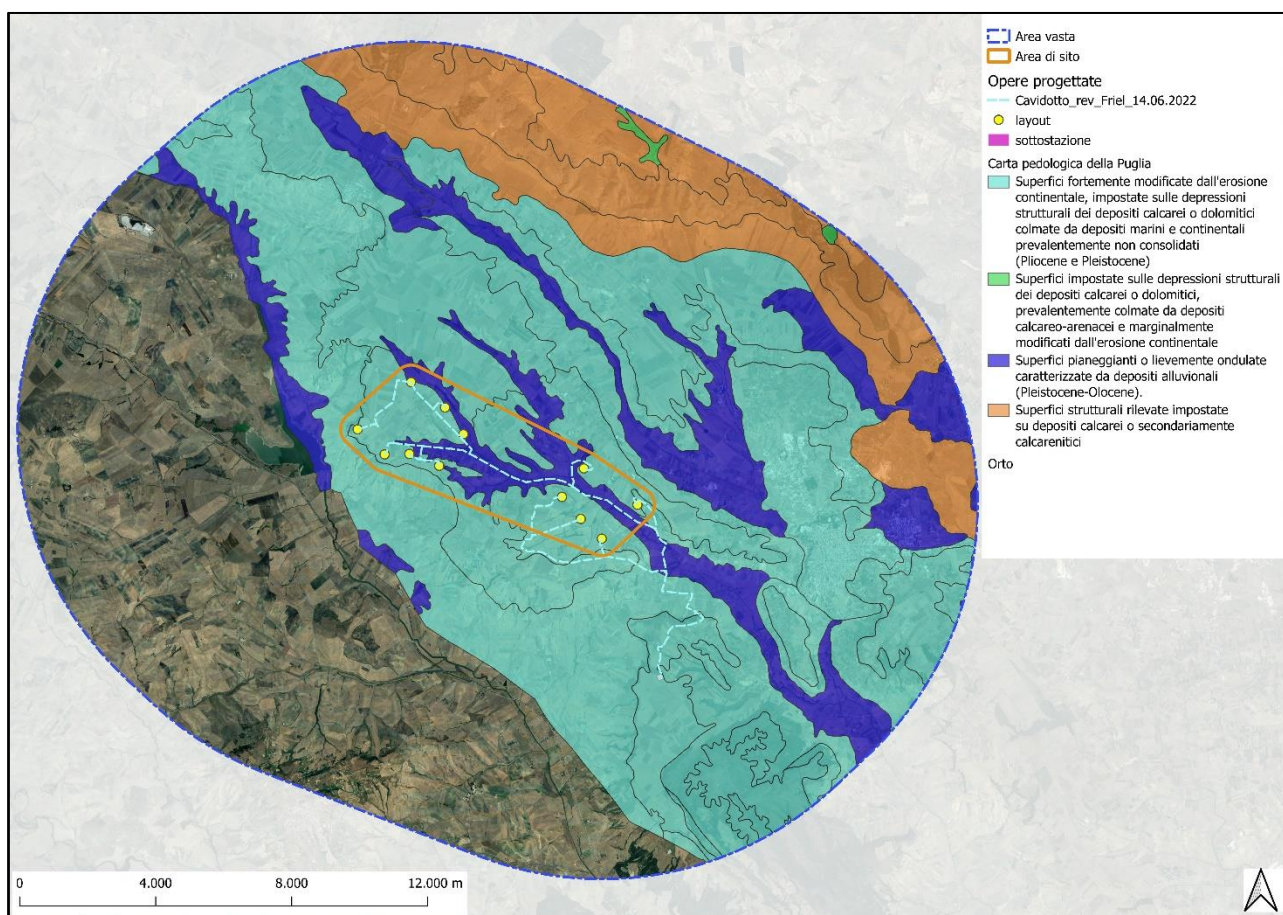 Area vasta
Area di sito
Opere progettate
Cavidotto_rev_Friel_14.06.2022
layout
sottostazione
Carta pedologica della Puglia
Superfici fortemente modificate dall'erosione
continentale, impostate sulle depressioni
strutturali dei depositi calcarei o dolomitici
colmate da depositi marini e continentali
prevalentemente non consolidati
(Pliocene e Pleistocene)
Superfici impostate sulle depressioni strutturali
dei depositi calcarei o dolomitici,
prevalentemente colmate da depositi
calcareo-arenacei e marginalmente
modificati dall'erosione continentale
Superfici pianeggianti o lievemente ondulate
caratterizzate da depositi alluvionali
(Pleistocene-Olocene).
Superfici strutturali rilevate impostate
su depositi calcarei o secondariamente
calcarenitici
Orto
0 4.000 8.000 12.000 m